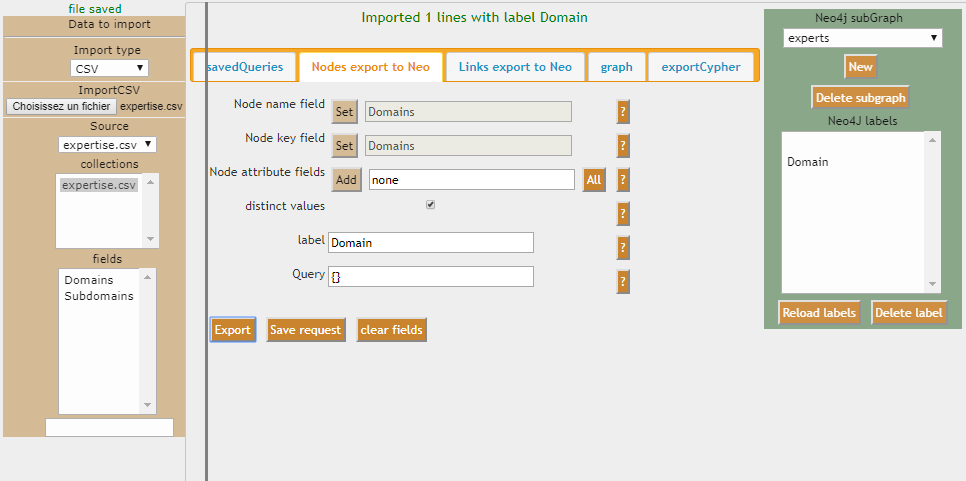 file saved
Data to import
Import type
CSV
ImportCSV
Choisissez un fichier expertise.csv
Source
expertise.csv
collections
expertise.csv
fields
Domains
Subdomains
Imported 1 lines with label Domain
savedQueries
Nodes export to Neo
Links export to Neo
graph
exportCypher
Node name field Set Domains ?
Node key field Set Domains ?
Node attribute fields Add none All ?
distinct values ?
label Domain ?
Query {} ?
Export Save request clear fields
Neo4j subGraph
experts
New
Delete subgraph
Neo4J labels
Domain
Reload labels Delete label